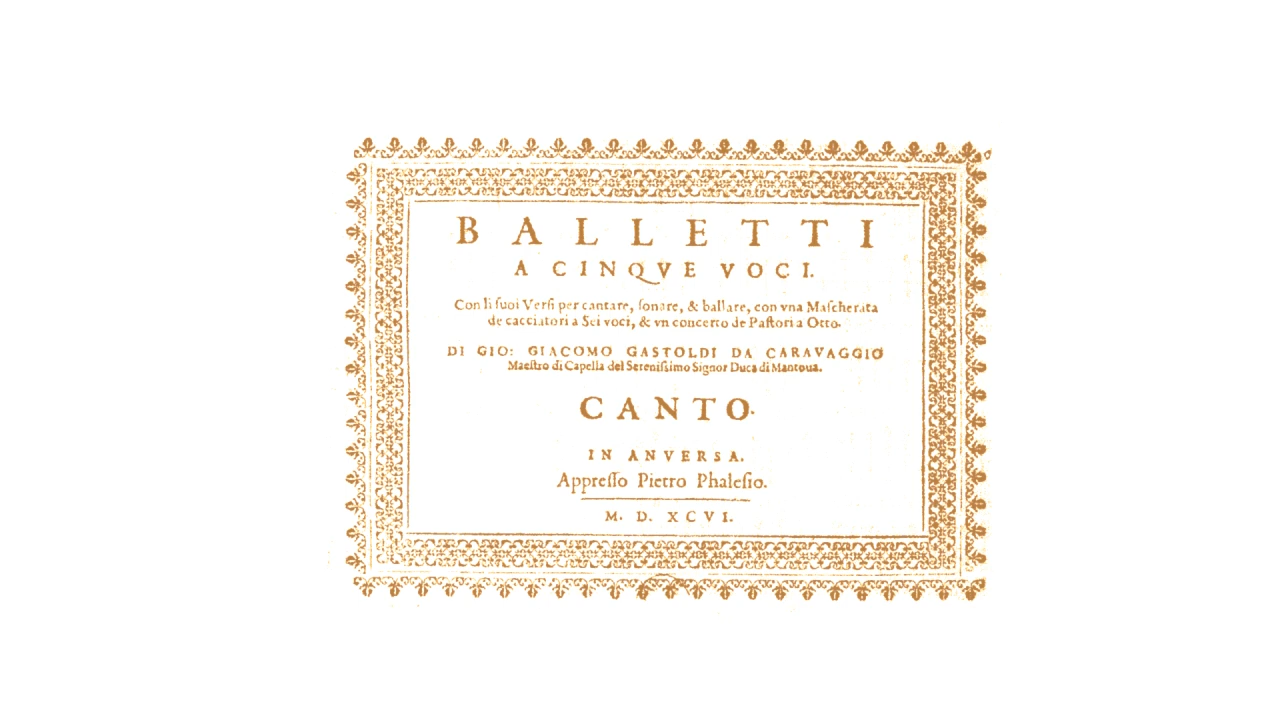 BALLETTI
A CINQVE VOCI.
Con li ſuoi Verſi per cantare, ſonare, & ballare, con vna Maſcherata
de cacciatori a Sei voci, & vn concerto de Paſtori a Otto.
DI GIO: GIACOMO GASTOLDI DA CARAVAGGIO
Maeſtro di Capella del Sereniſsimo Signor Duca di Mantoua.
CANTO.
IN ANVERSA.
Appreſſo Pietro Phaleſio.
M. D. XCVI.